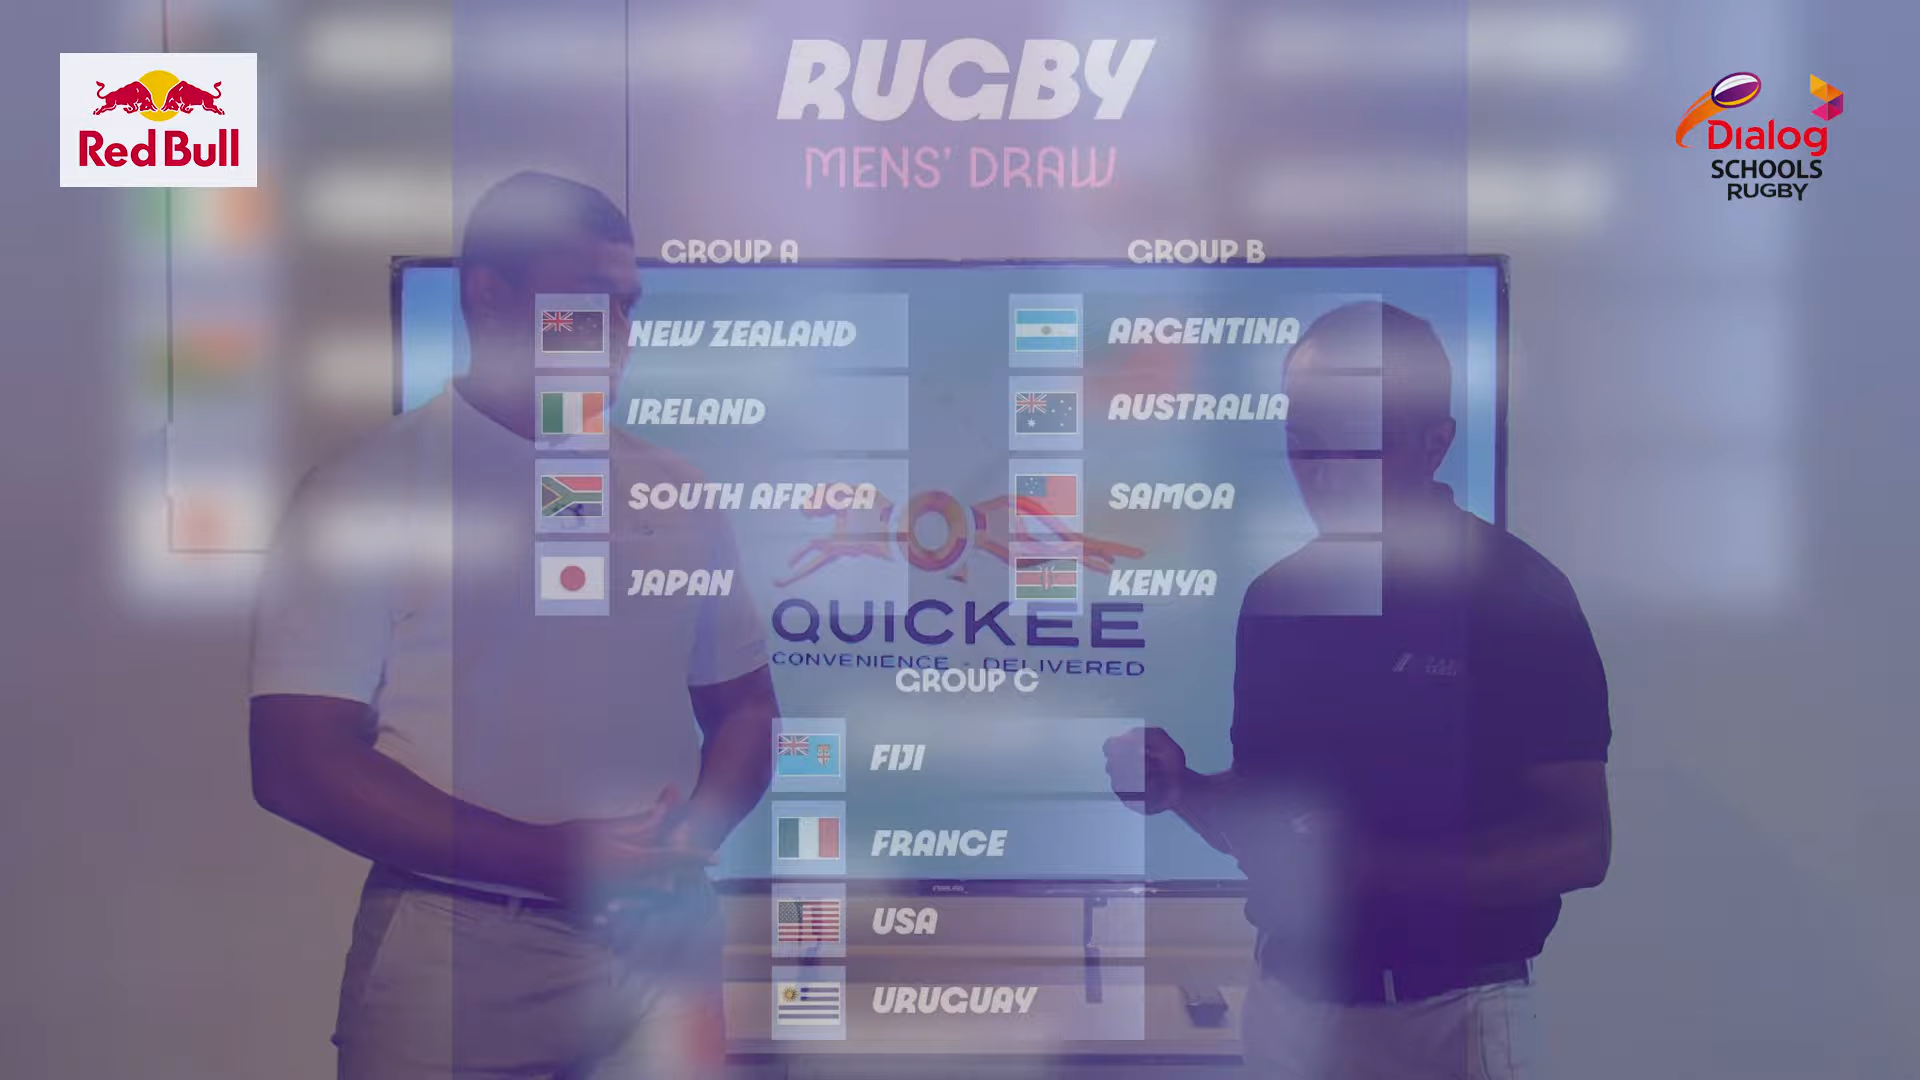 Red Bull
Dialog
SCHOOLS
RUGBY
RUGBY
MENS' DRAW
GROUP A
NEW ZEALAND
IRELAND
SOUTH AFRICA
JAPAN
GROUP B
ARGENTINA
AUSTRALIA
SAMOA
KENYA
QUICKEE
CONVENIENCE - DELIVERED
GROUP C
FIJI
FRANCE
USA
URUGUAY